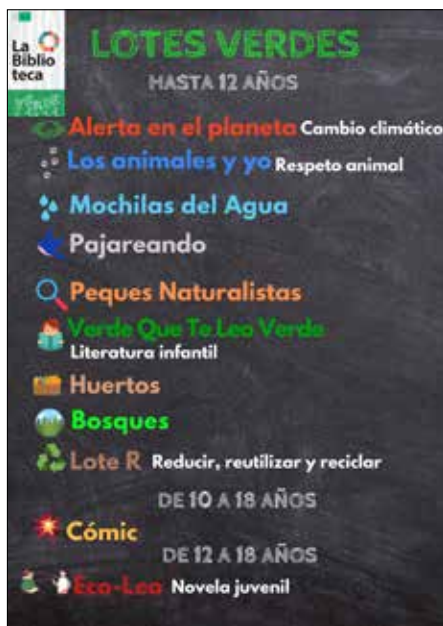 La
Biblio
teca
verde
LOTES VERDES
HASTA 12 AÑOS
Alerta en el planeta Cambio climático
Los animales y yo Respeto animal
Mochilas del Agua
Pajareando
Peques Naturalistas
Verde Que Te Leo Verde
Literatura infantil
Huertos
Bosques
Lote R Reducir, reutilizar y reciclar
DE 10 A 18 AÑOS
Cómic
DE 12 A 18 AÑOS
Eco-Lea Novela juvenil